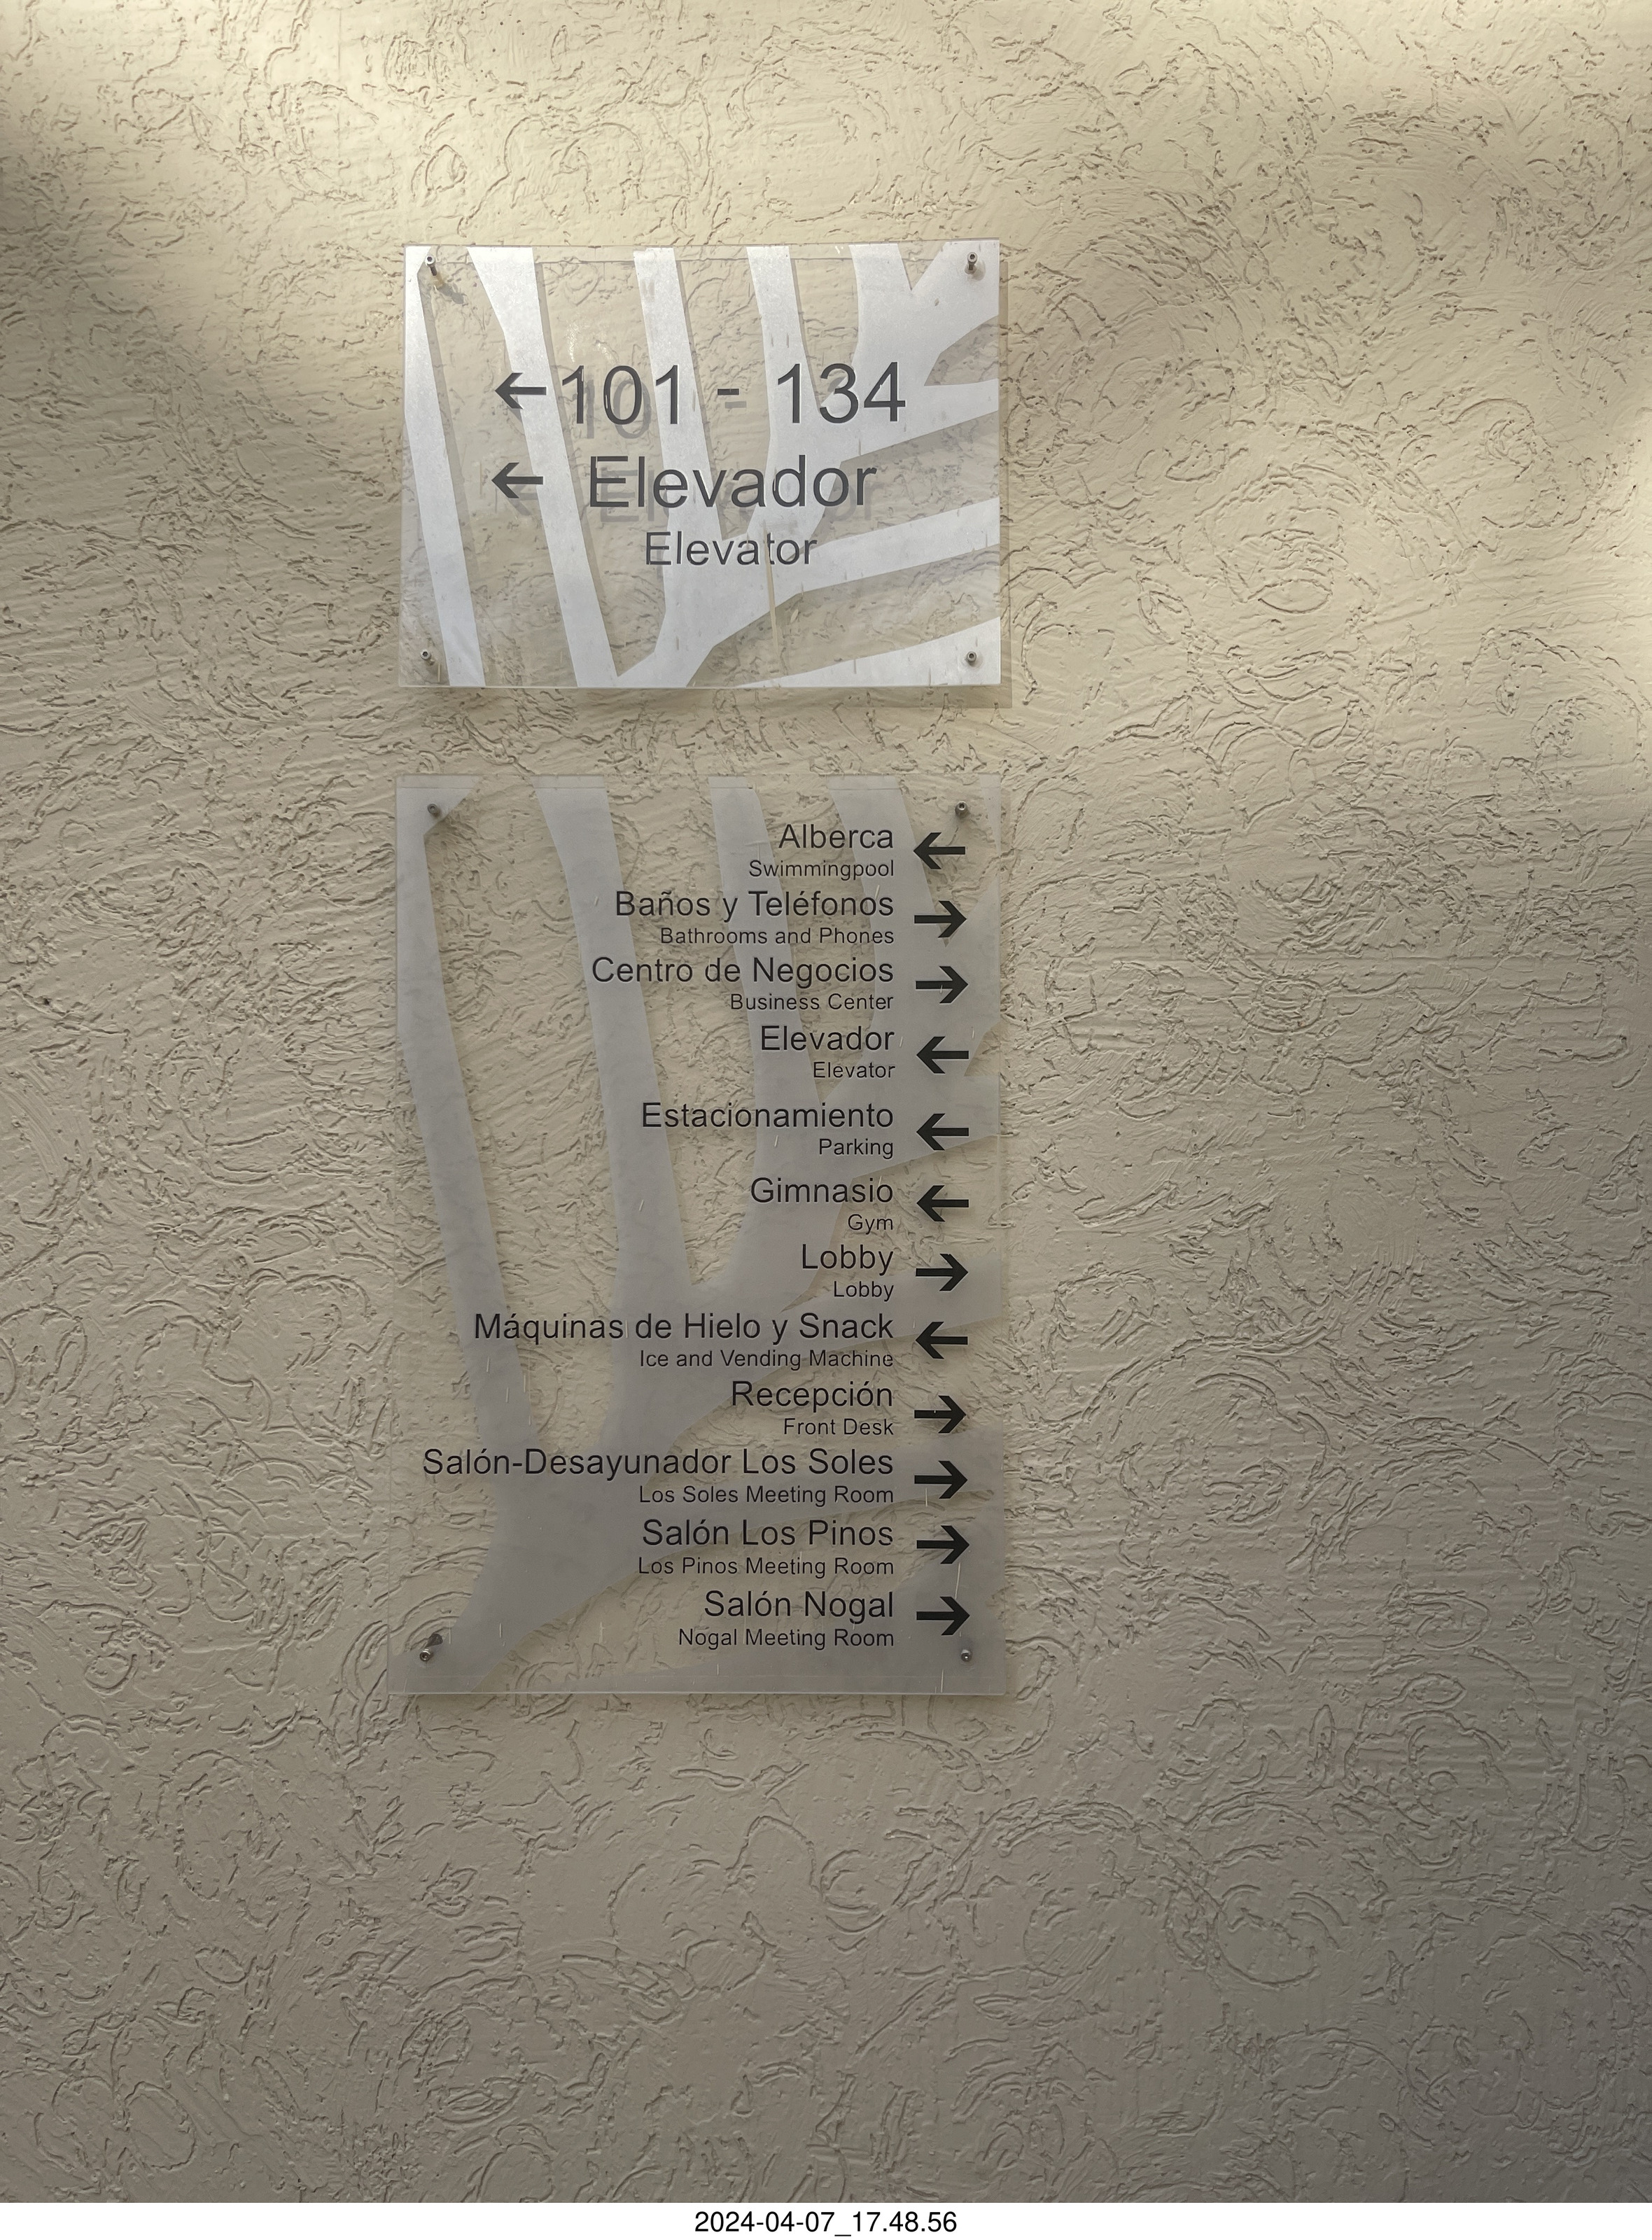 ← 101 - 134
← Elevador
Elevator
Alberca ←
Swimmingpool
Baños y Teléfonos →
Bathrooms and Phones
Centro de Negocios →
Business Center
Elevador ←
Elevator
Estacionamiento ←
Parking
Gimnasio ←
Gym
Lobby →
Lobby
Máquinas de Hielo y Snack ←
Ice and Vending Machine
Recepción →
Front Desk
Salón-Desayunador Los Soles →
Los Soles Meeting Room
Salón Los Pinos →
Los Pinos Meeting Room
Salón Nogal →
Nogal Meeting Room
2024-04-07_17.48.56